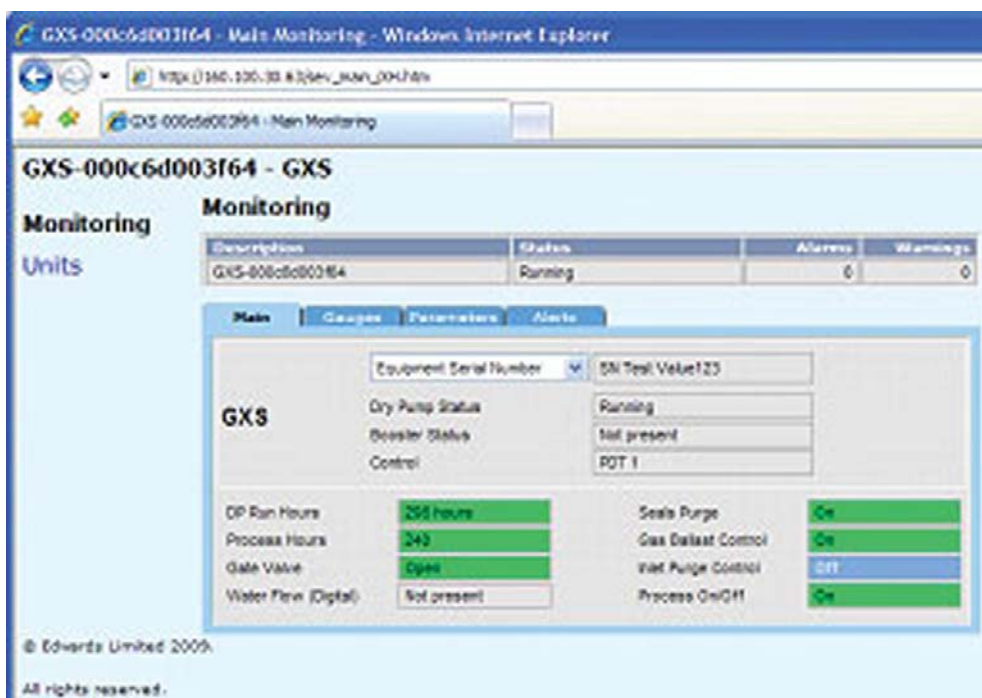 GXS-000c6d003f64 - Main Monitoring - Windows Internet Explorer
GXS-000c6d003f64 - Main Monitoring
GXS-000c6d003f64 - GXS
Monitoring
Units
Monitoring
Description Status Alarms Warnings
GXS-000c6d003f64 Running 0 0
Main Gauges Parameters Alerts
Equipment Serial Number SN Test Value123
GXS
Dry Pump Status Running
Booster Status Not present
Control PDT 1
DP Run Hours hours Seals Purge On
Process Hours 243 Gas Ballast Control On
Gate Valve Open Inlet Purge Control Off
Water Flow (Digital) Not present Process On/Off On
© Edwards Limited 2009.
All rights reserved.